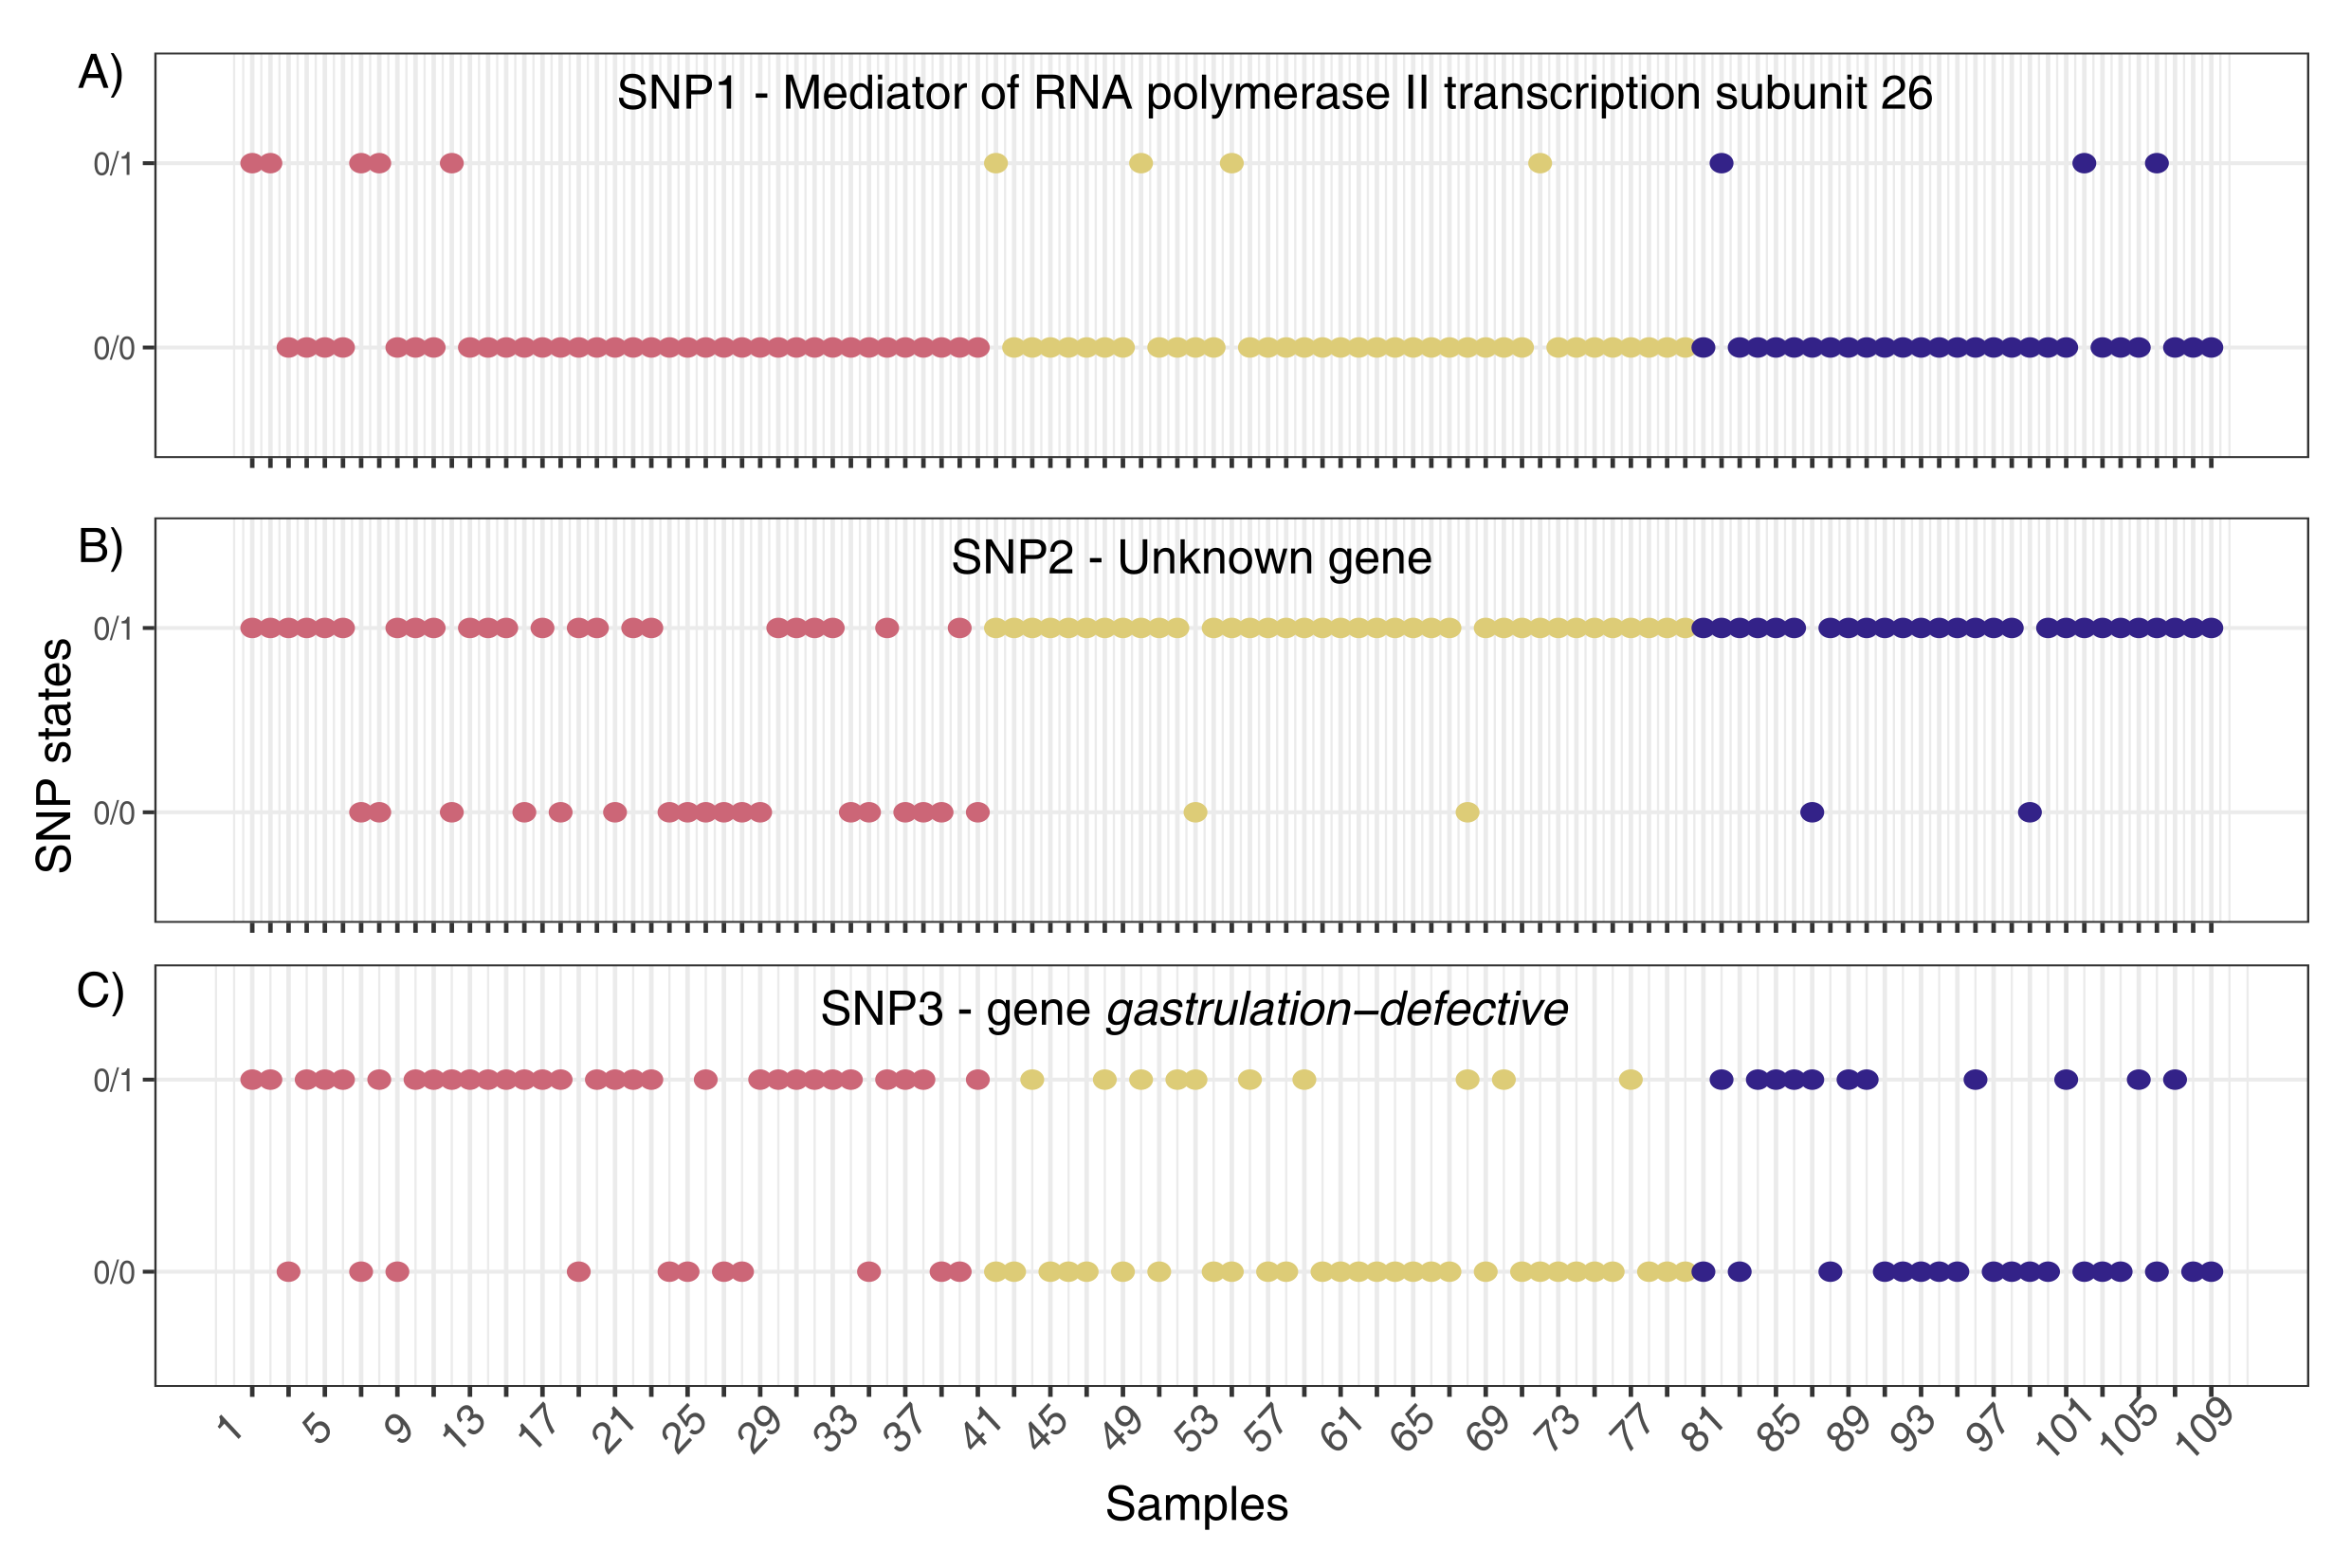 A)
SNP1 - Mediator of RNA polymerase II transcription subunit 26
0/1
0/0
B)
SNP2 - Unknown gene
0/1
0/0
SNP states
C)
SNP3 - gene gastrulation−defective
0/1
0/0
1 5 9 13 17 21 25 29 33 37 41 45 49 53 57 61 65 69 73 77 81 85 89 93 97 101 105 109
Samples